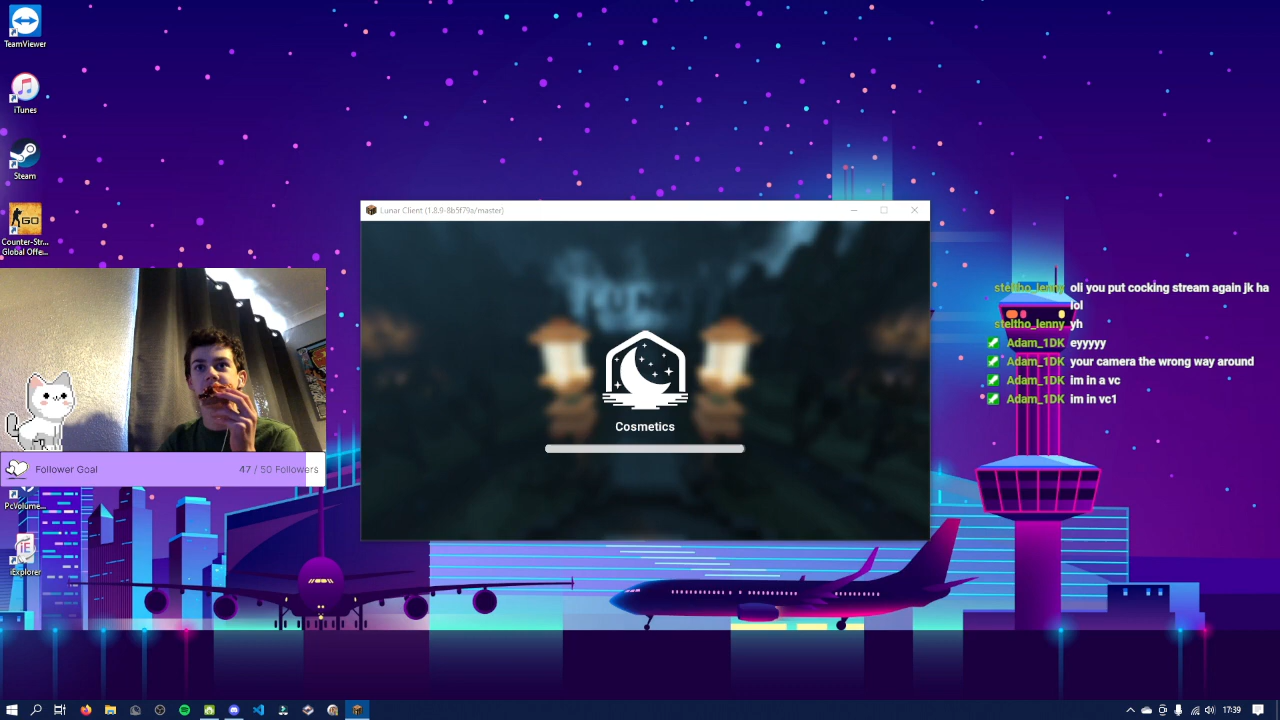 TeamViewer
iTunes
Steam
Counter-Str...
Global Offe...
Lunar Client (1.8.9-8b5f79a/master)
Cosmetics
steltho_lenny oli you put cocking stream again jk ha
lol
steltho_lenny yh
Adam_1DK eyyyyy
Adam_1DK your camera the wrong way around
Adam_1DK im in a vc
Adam_1DK im in vc1
Follower Goal 47 / 50 Followers
PcVolume...
iExplorer
17:39